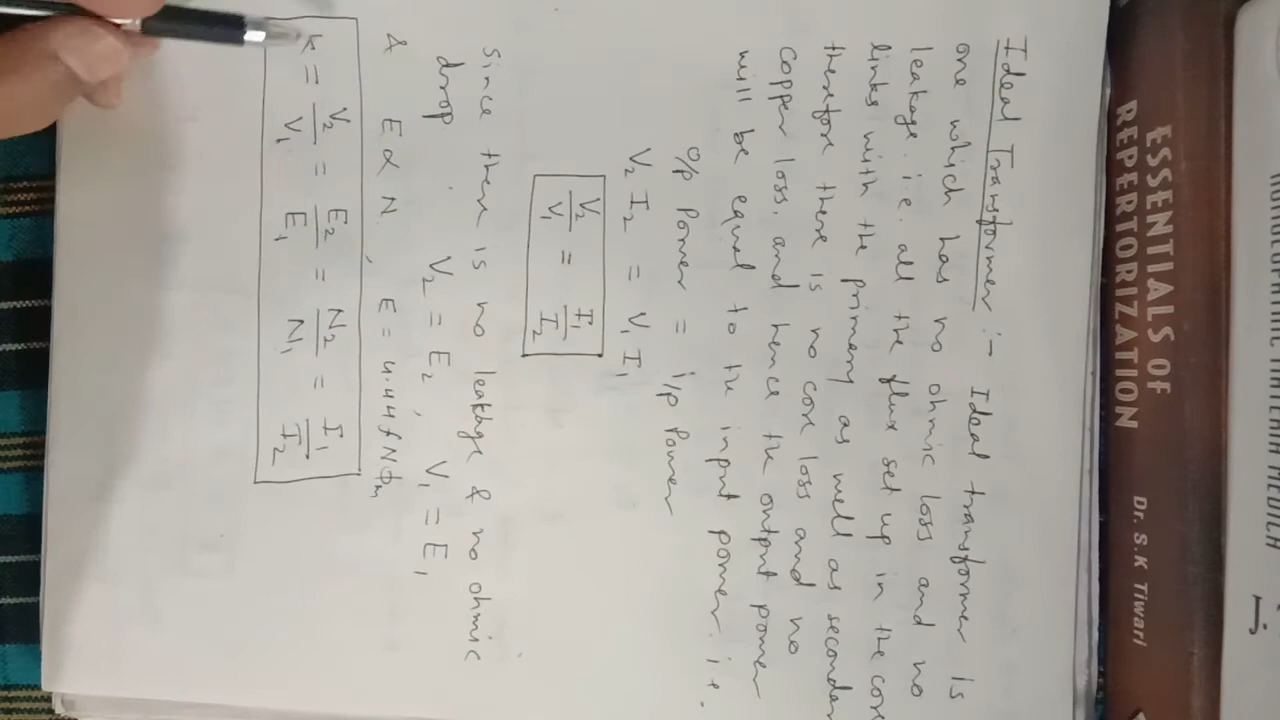 Ideal Transformer :- Ideal transformer is
one which has no ohmic loss and no
leakage. i.e. all the flux set up in the core
links with the primary as well as secondar
therefore there is no core loss and no
copper loss. and hence the output power
will be equal to the input power. i.e.
o/p Power = i/p Power
V₂ I₂ = V₁ I₁
V₂/V₁ = I₁/I₂
Since there is no leakage & no ohmic
drop. V₂ = E₂, V₁ = E₁
& E α N, E = 4.44 f N Φm
K = V₂/V₁ = E₂/E₁ = N₂/N₁ = I₁/I₂
ESSENTIALS OF
REPERTORIZATION
Dr. S.K Tiwari
MATERIA MEDICA